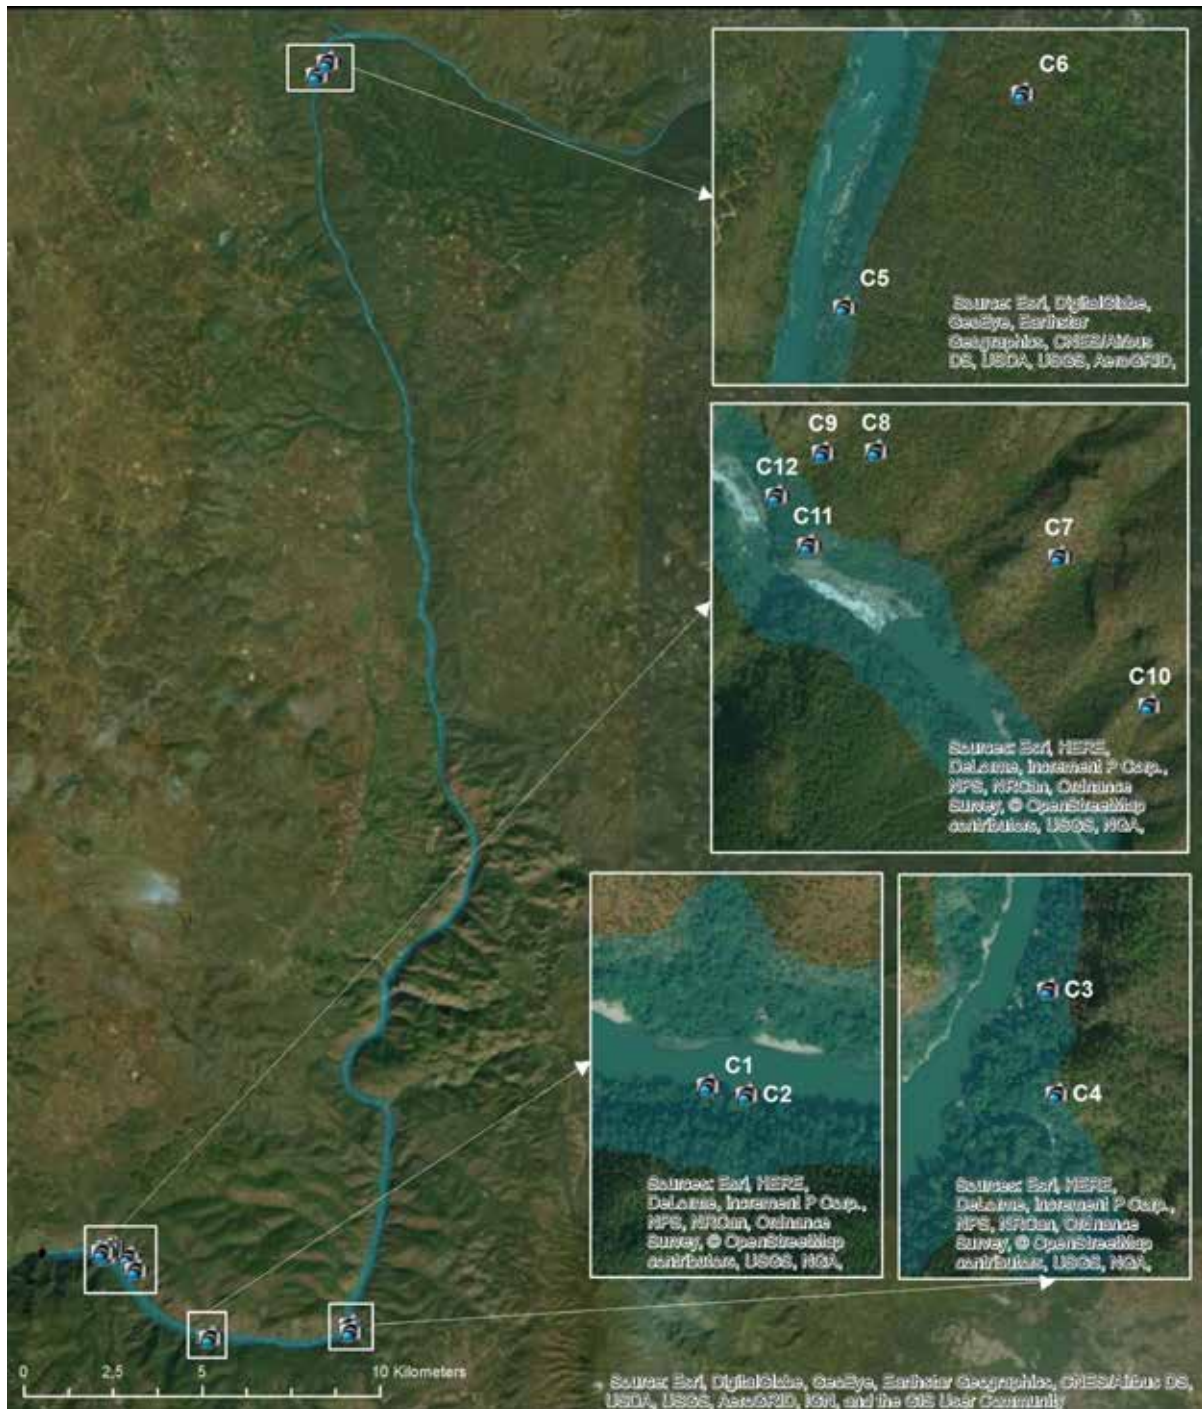 C6
C5
Source: Esri, DigitalGlobe,
GeoEye, Earthstar
Geographics, CNES/Airbus
DS, USDA, USGS, AeroGRID,
C9
C8
C12
C11
C7
C10
Sources: Esri, HERE,
DeLorme, Increment P Corp.,
NPS, NRCan, Ordnance
Survey, © OpenStreetMap
contributors, USGS, NGA,
C1
C2
Sources: Esri, HERE,
DeLorme, Increment P Corp.,
NPS, NRCan, Ordnance
Survey, © OpenStreetMap
contributors, USGS, NGA,
C3
C4
Sources: Esri, HERE,
DeLorme, Increment P Corp.,
NPS, NRCan, Ordnance
Survey, © OpenStreetMap
contributors, USGS, NGA,
0 2,5 5 10 Kilometers
Source: Esri, DigitalGlobe, GeoEye, Earthstar Geographics, CNES/Airbus DS,
USDA, USGS, AeroGRID, IGN, and the GIS User Community